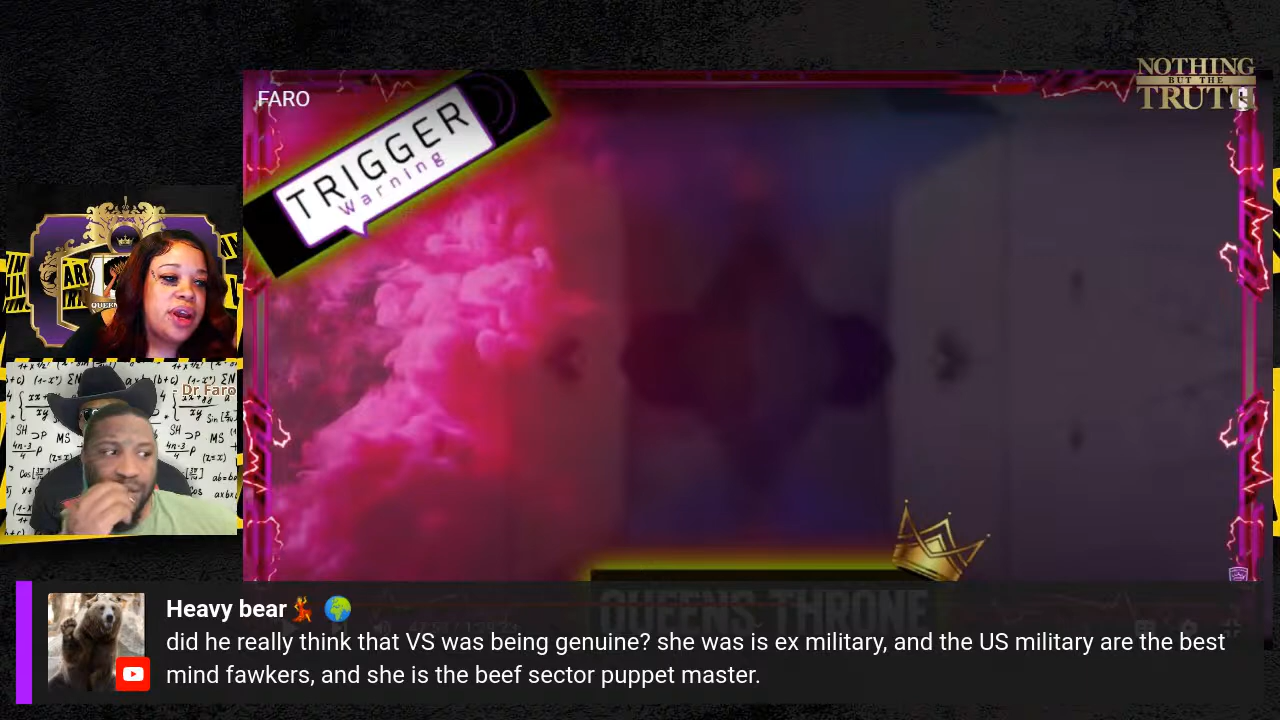 NOTHING
BUT THE
TRUTH
FARO
TRIGGER
Warning
QUEEN
- Dr Faro
QUEENS THRONE
Heavy bear💃 🌍
did he really think that VS was being genuine? she was is ex military, and the US military are the best
mind fawkers, and she is the beef sector puppet master.